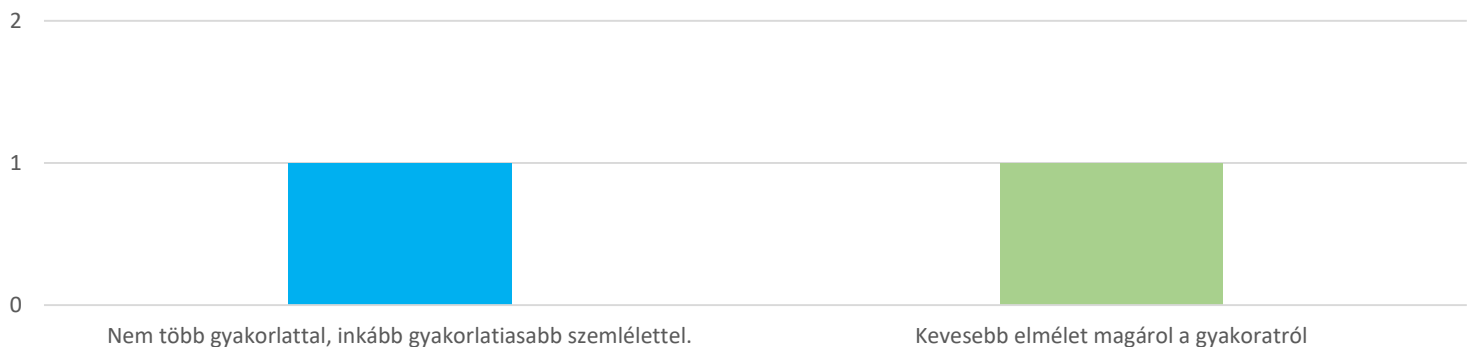 2
1
0
Nem több gyakorlattal, inkább gyakorlatiasabb szemlélettel.
Kevesebb elmélet magárol a gyakoratról